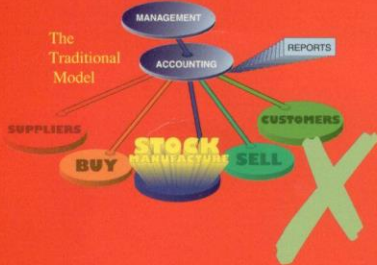 MANAGEMENT
The
Traditional
Model
REPORTS
ACCOUNTING
SUPPLIERS
CUSTOMERS
STOCK
MANUFACTURE
BUY
SELL
X